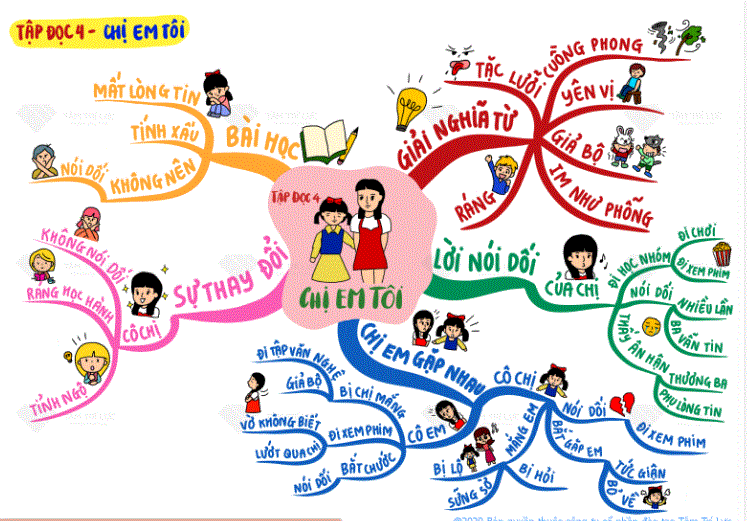 TẬP ĐỌC 4 - CHỊ EM TÔI
TẬP ĐỌC 4
CHỊ EM TÔI
GIẢI NGHĨA TỪ
TẶC LƯỠI
CUỒNG PHONG
YÊN VỊ
GIẢ BỘ
IM NHƯ PHỖNG
RÁNG
LỜI NÓI DỐI
CỦA CHỊ
ĐI HỌC NHÓM
ĐI CHƠI
ĐI XEM PHIM
NÓI DỐI
NHIỀU LẦN
BA VẪN TIN
THẤY ÂN HẬN
THƯƠNG BA
PHỤ LÒNG TIN
CHỊ EM GẶP NHAU
CÔ CHỊ
NÓI DỐI
ĐI XEM PHIM
BẮT GẶP EM
TỨC GIẬN
BỎ VỀ
MẮNG EM
BỊ HỎI
BỊ LỘ
SỮNG SỜ
CÔ EM
BỊ CHỊ MẮNG
ĐI TẬP VĂN NGHỆ
GIẢ BỘ
ĐI XEM PHIM
VỜ KHÔNG BIẾT
LƯỚT QUA CHỊ
BẮT CHƯỚC
NÓI DỐI
SỰ THAY ĐỔI
CÔ CHỊ
KHÔNG NÓI DỐI
RÁNG HỌC HÀNH
TỈNH NGỘ
BÀI HỌC
MẤT LÒNG TIN
TÍNH XẤU
KHÔNG NÊN
NÓI DỐI